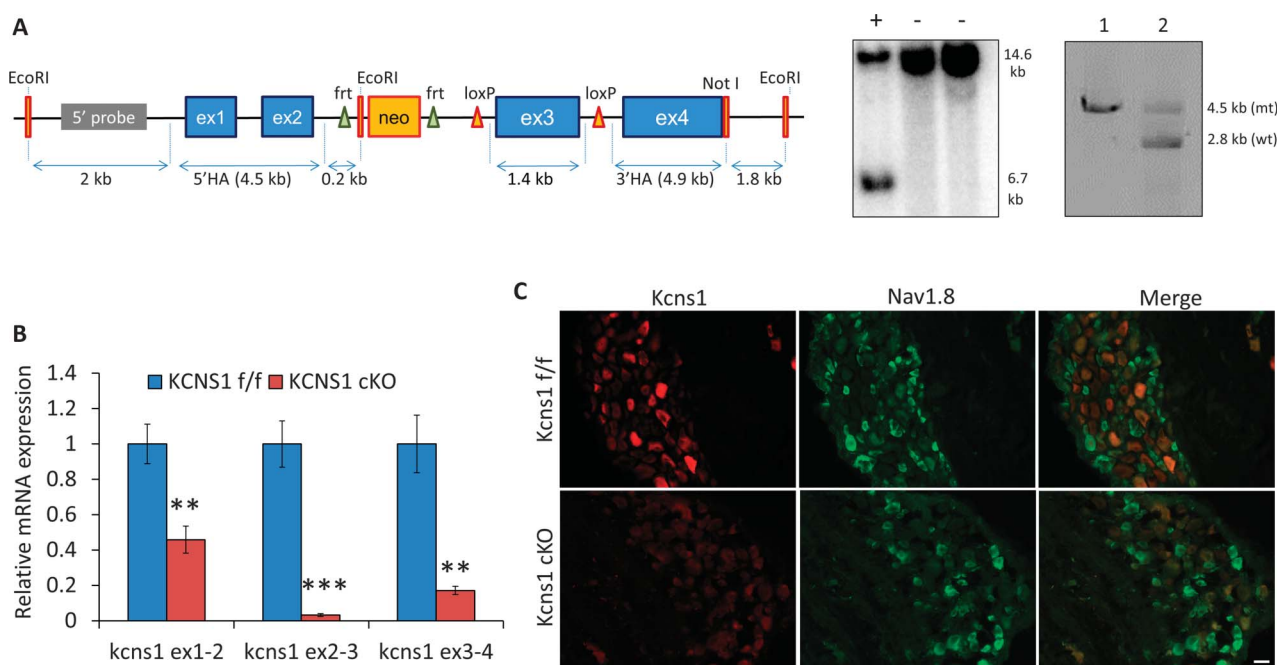 A
EcoRI
5' probe
ex1
ex2
frt
EcoRI
neo
frt
loxP
ex3
loxP
ex4
Not I
EcoRI
2 kb
5'HA (4.5 kb)
0.2 kb
1.4 kb
3'HA (4.9 kb)
1.8 kb
+ - -
14.6
kb
6.7
kb
1 2
4.5 kb (mt)
2.8 kb (wt)
B
Relative mRNA expression
1.4
1.2
1
0.8
0.6
0.4
0.2
0
KCNS1 f/f
KCNS1 cKO
**
***
**
kcns1 ex1-2
kcns1 ex2-3
kcns1 ex3-4
C
Kcns1
Nav1.8
Merge
Kcns1 f/f
Kcns1 cKO